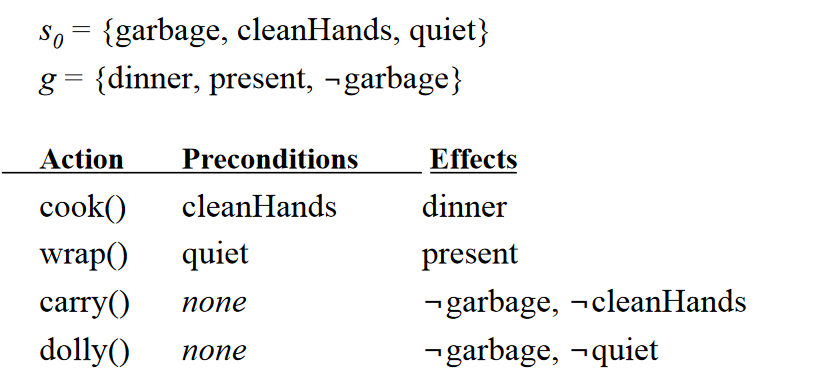 s0 = {garbage, cleanHands, quiet}
g = {dinner, present, ¬garbage}
Action Preconditions Effects
cook() cleanHands dinner
wrap() quiet present
carry() none ¬garbage, ¬cleanHands
dolly() none ¬garbage, ¬quiet